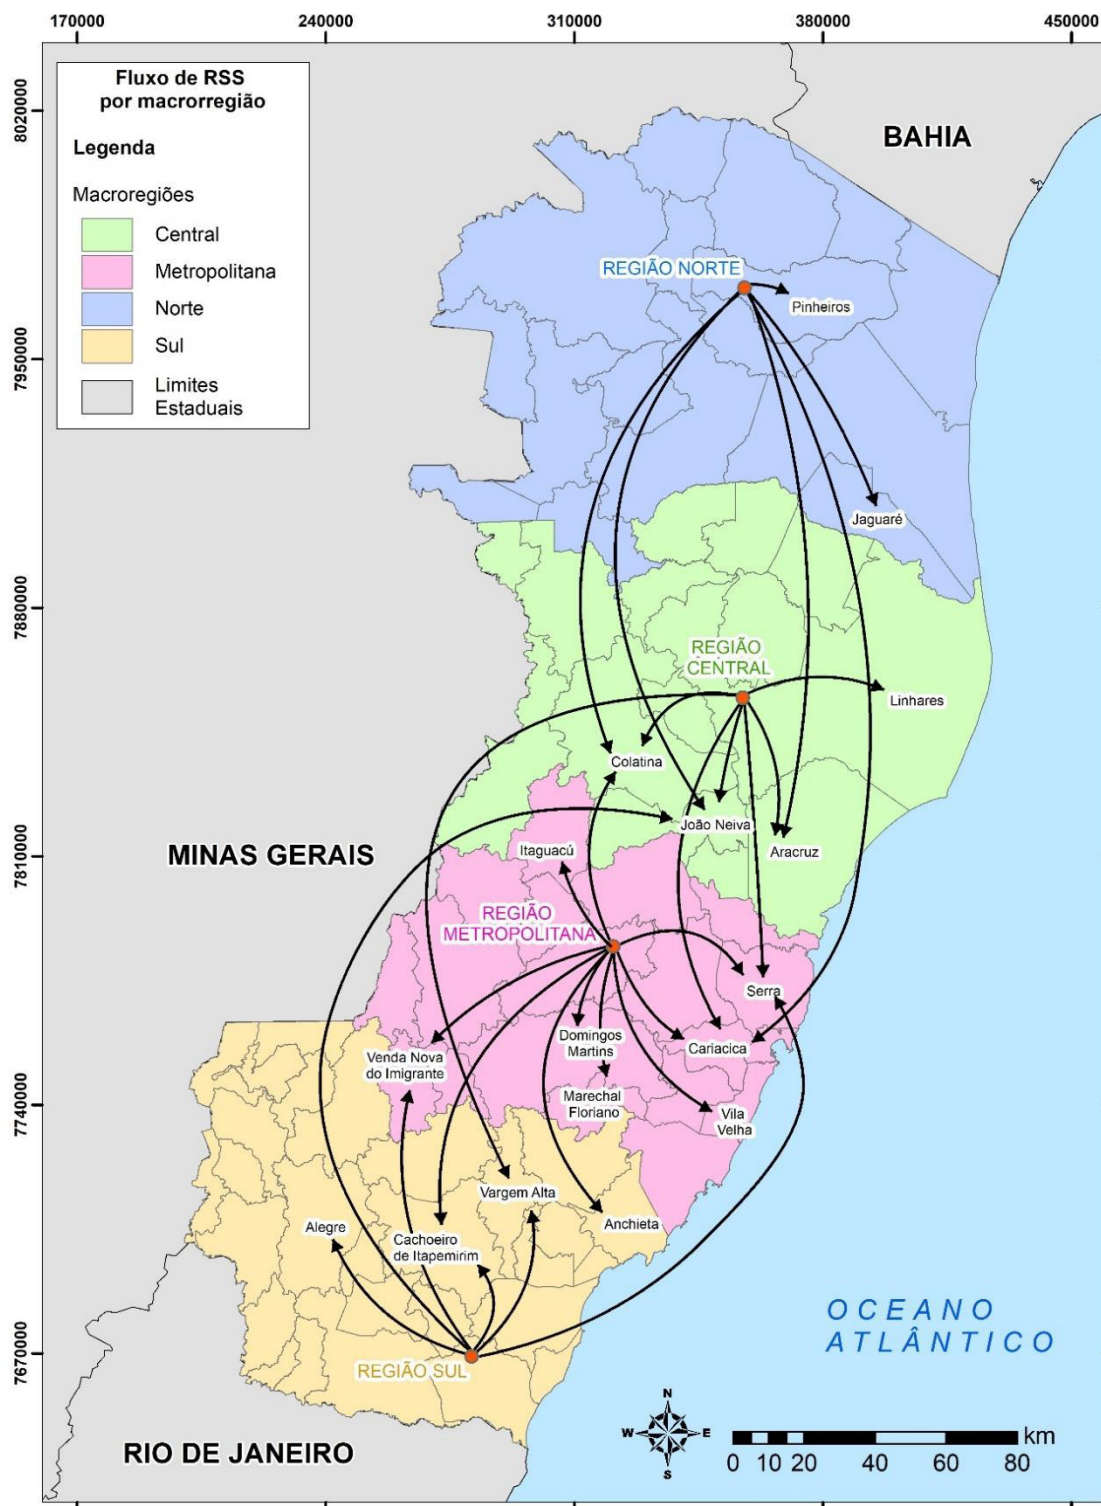 170000
240000
310000
380000
450000
8020000
7950000
7880000
7810000
7740000
7670000
Fluxo de RSS
por macrorregião
Legenda
Macroregiões
Central
Metropolitana
Norte
Sul
Limites
Estaduais
BAHIA
REGIÃO NORTE
Pinheiros
Jaguaré
REGIÃO
CENTRAL
Linhares
Colatina
João Neiva
Aracruz
MINAS GERAIS
Itaguacú
REGIÃO
METROPOLITANA
Serra
Domingos
Martins
Cariacica
Venda Nova
do Imigrante
Marechal
Floriano
Vila
Velha
Vargem Alta
Anchieta
Alegre
Cachoeiro
de Itapemirim
REGIÃO SUL
OCEANO
ATLÂNTICO
RIO DE JANEIRO
N
W
E
S
km
0 10 20 40 60 80